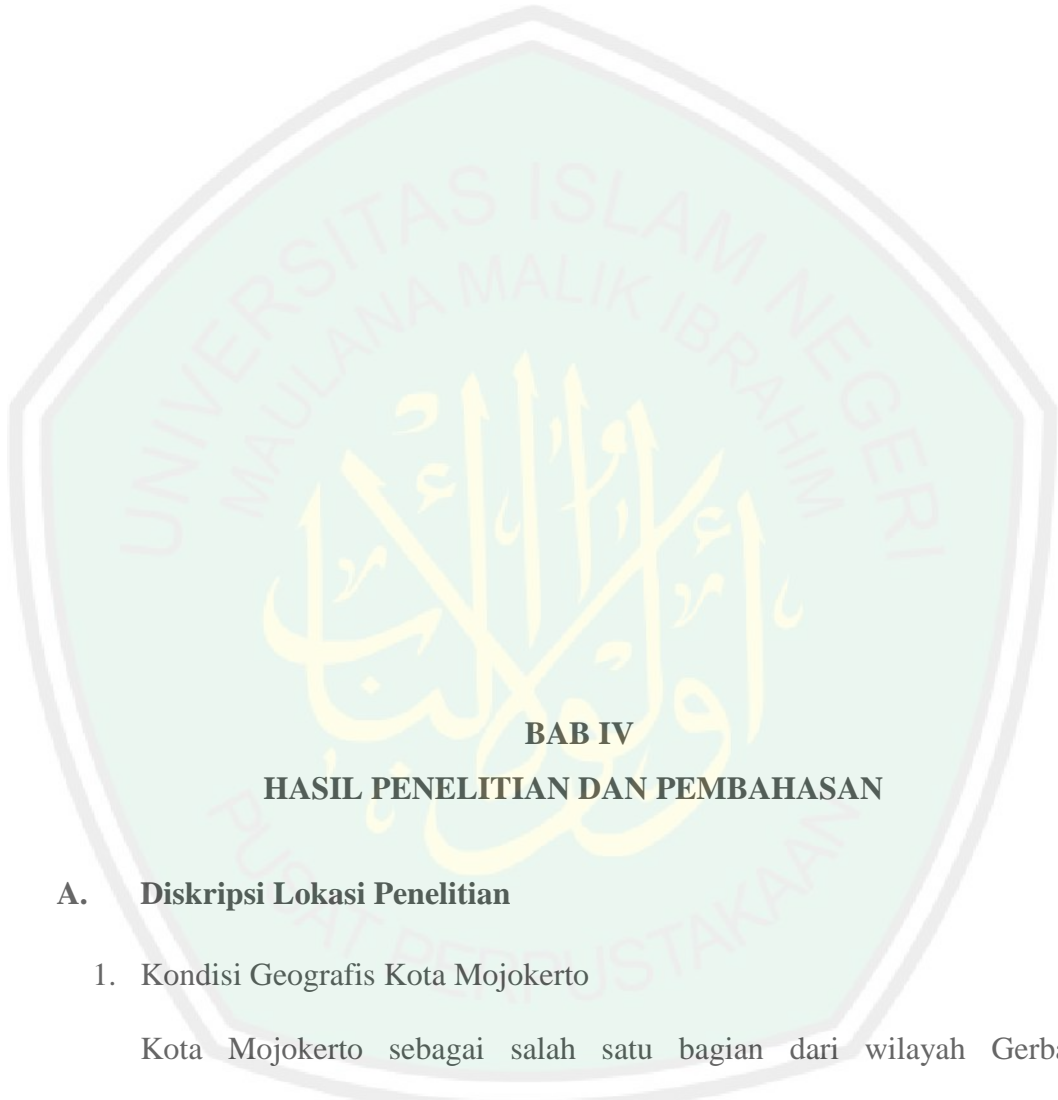 UNIVERSITAS ISLAM NEGERI
MAULANA MALIK IBRAHIM
BAB IV
HASIL PENELITIAN DAN PEMBAHASAN
A. Diskripsi Lokasi Penelitian
1. Kondisi Geografis Kota Mojokerto
Kota Mojokerto sebagai salah satu bagian dari wilayah
PUSAT PERPUSTAKAAN